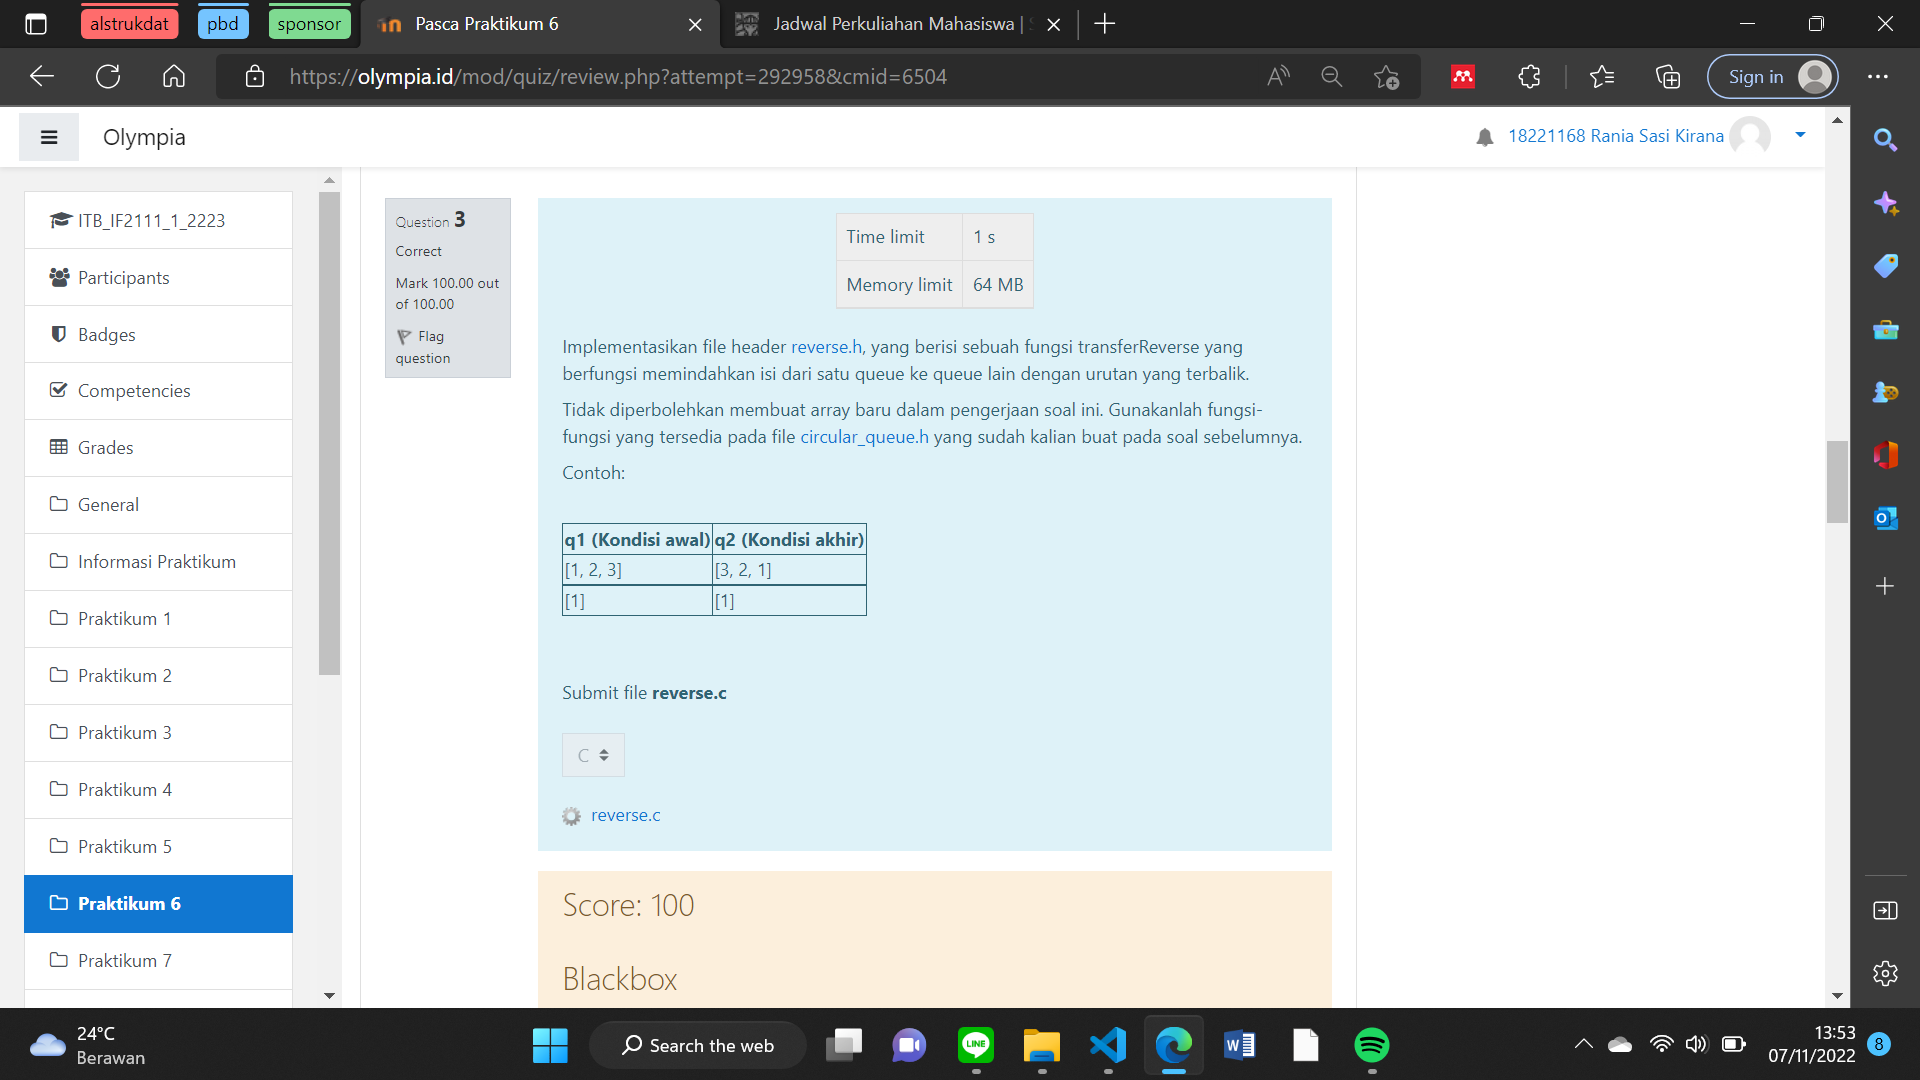 alstrukdat
pbd
sponsor
Pasca Praktikum 6
Jadwal Perkuliahan Mahasiswa |
https://olympia.id/mod/quiz/review.php?attempt=292958&cmid=6504
Sign in
Olympia
18221168 Rania Sasi Kirana
ITB_IF2111_1_2223
Participants
Badges
Competencies
Grades
General
Informasi Praktikum
Praktikum 1
Praktikum 2
Praktikum 3
Praktikum 4
Praktikum 5
Praktikum 6
Praktikum 7
Question 3
Correct
Mark 100.00 out
of 100.00
Flag
question
Time limit 1 s
Memory limit 64 MB
Implementasikan file header reverse.h, yang berisi sebuah fungsi transferReverse yang
berfungsi memindahkan isi dari satu queue ke queue lain dengan urutan yang terbalik.
Tidak diperbolehkan membuat array baru dalam pengerjaan soal ini. Gunakanlah fungsi-
fungsi yang tersedia pada file circular_queue.h yang sudah kalian buat pada soal sebelumnya.
Contoh:
q1 (Kondisi awal) q2 (Kondisi akhir)
[1, 2, 3] [3, 2, 1]
[1] [1]
Submit file reverse.c
C
reverse.c
Score: 100
Blackbox
24°C
Berawan
Search the web
LINE
13:53
07/11/2022
8